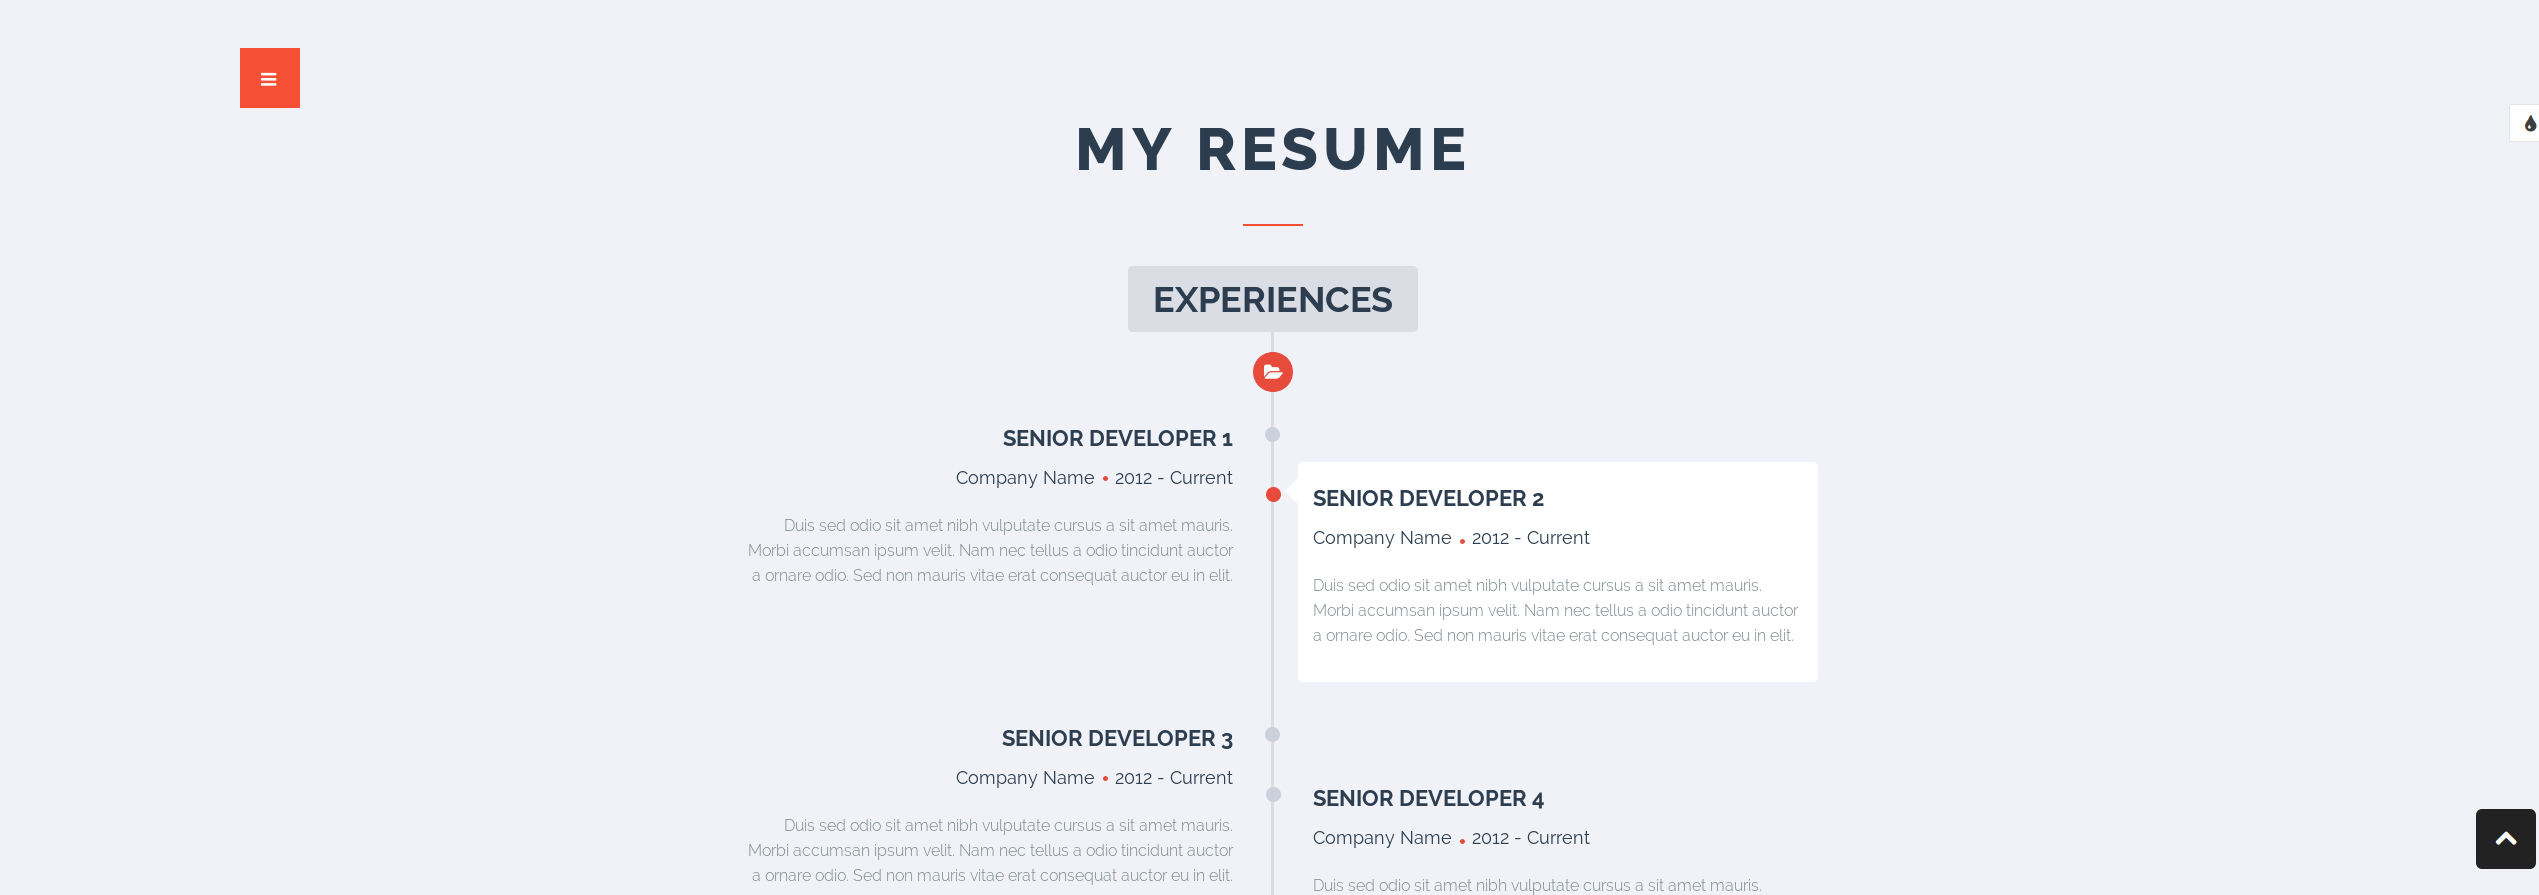 MY RESUME
EXPERIENCES
SENIOR DEVELOPER 1
Company Name • 2012 - Current
Duis sed odio sit amet nibh vulputate cursus a sit amet mauris.
Morbi accumsan ipsum velit. Nam nec tellus a odio tincidunt auctor
a ornare odio. Sed non mauris vitae erat consequat auctor eu in elit.
SENIOR DEVELOPER 2
Company Name • 2012 - Current
Duis sed odio sit amet nibh vulputate cursus a sit amet mauris.
Morbi accumsan ipsum velit. Nam nec tellus a odio tincidunt auctor
a ornare odio. Sed non mauris vitae erat consequat auctor eu in elit.
SENIOR DEVELOPER 3
Company Name • 2012 - Current
Duis sed odio sit amet nibh vulputate cursus a sit amet mauris.
Morbi accumsan ipsum velit. Nam nec tellus a odio tincidunt auctor
a ornare odio. Sed non mauris vitae erat consequat auctor eu in elit.
SENIOR DEVELOPER 4
Company Name • 2012 - Current
Duis sed odio sit amet nibh vulputate cursus a sit amet mauris.